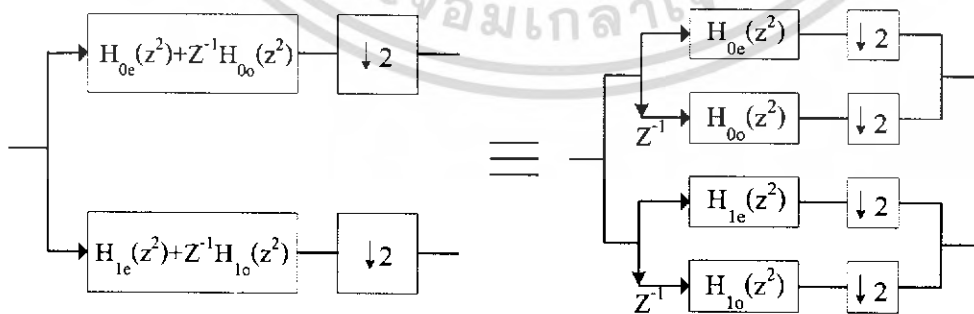 H₀ₑ(z²)+Z⁻¹H₀ₒ(z²)
↓2
H₁ₑ(z²)+Z⁻¹H₁ₒ(z²)
↓2
≡
H₀ₑ(z²)
↓2
Z⁻¹
H₀ₒ(z²)
↓2
H₁ₑ(z²)
↓2
Z⁻¹
H₁ₒ(z²)
↓2